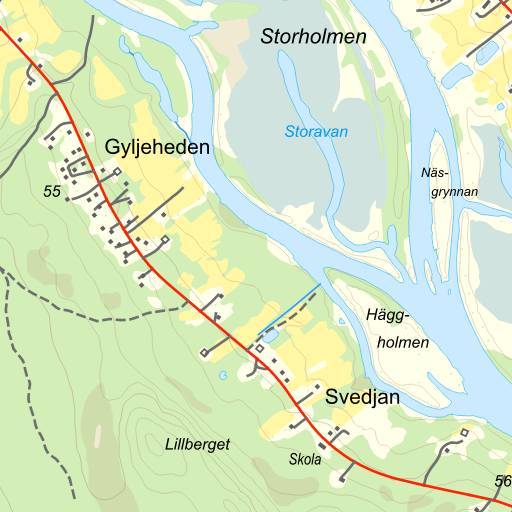 Storholmen
Storavan
Gyljeheden
Näs-
grynnan
55
Hägg-
holmen
Svedjan
Lillberget
Skola
56